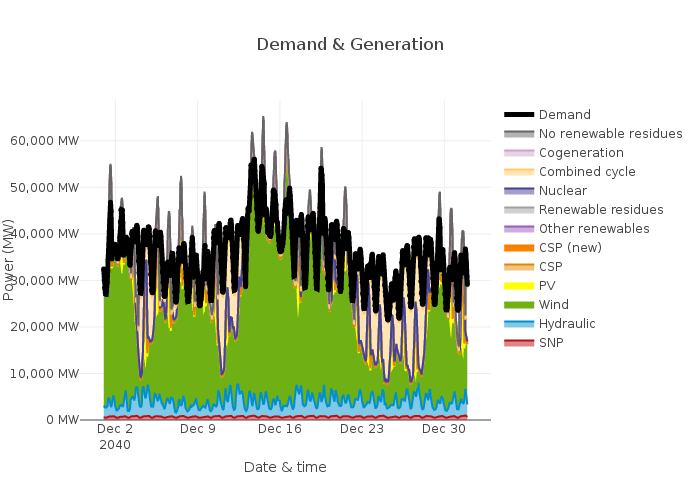 Demand & Generation
Power (MW)
60,000 MW
50,000 MW
40,000 MW
30,000 MW
20,000 MW
10,000 MW
0 MW
Dec 2
2040
Dec 9
Dec 16
Dec 23
Dec 30
Date & time
Demand
No renewable residues
Cogeneration
Combined cycle
Nuclear
Renewable residues
Other renewables
CSP (new)
CSP
PV
Wind
Hydraulic
SNP